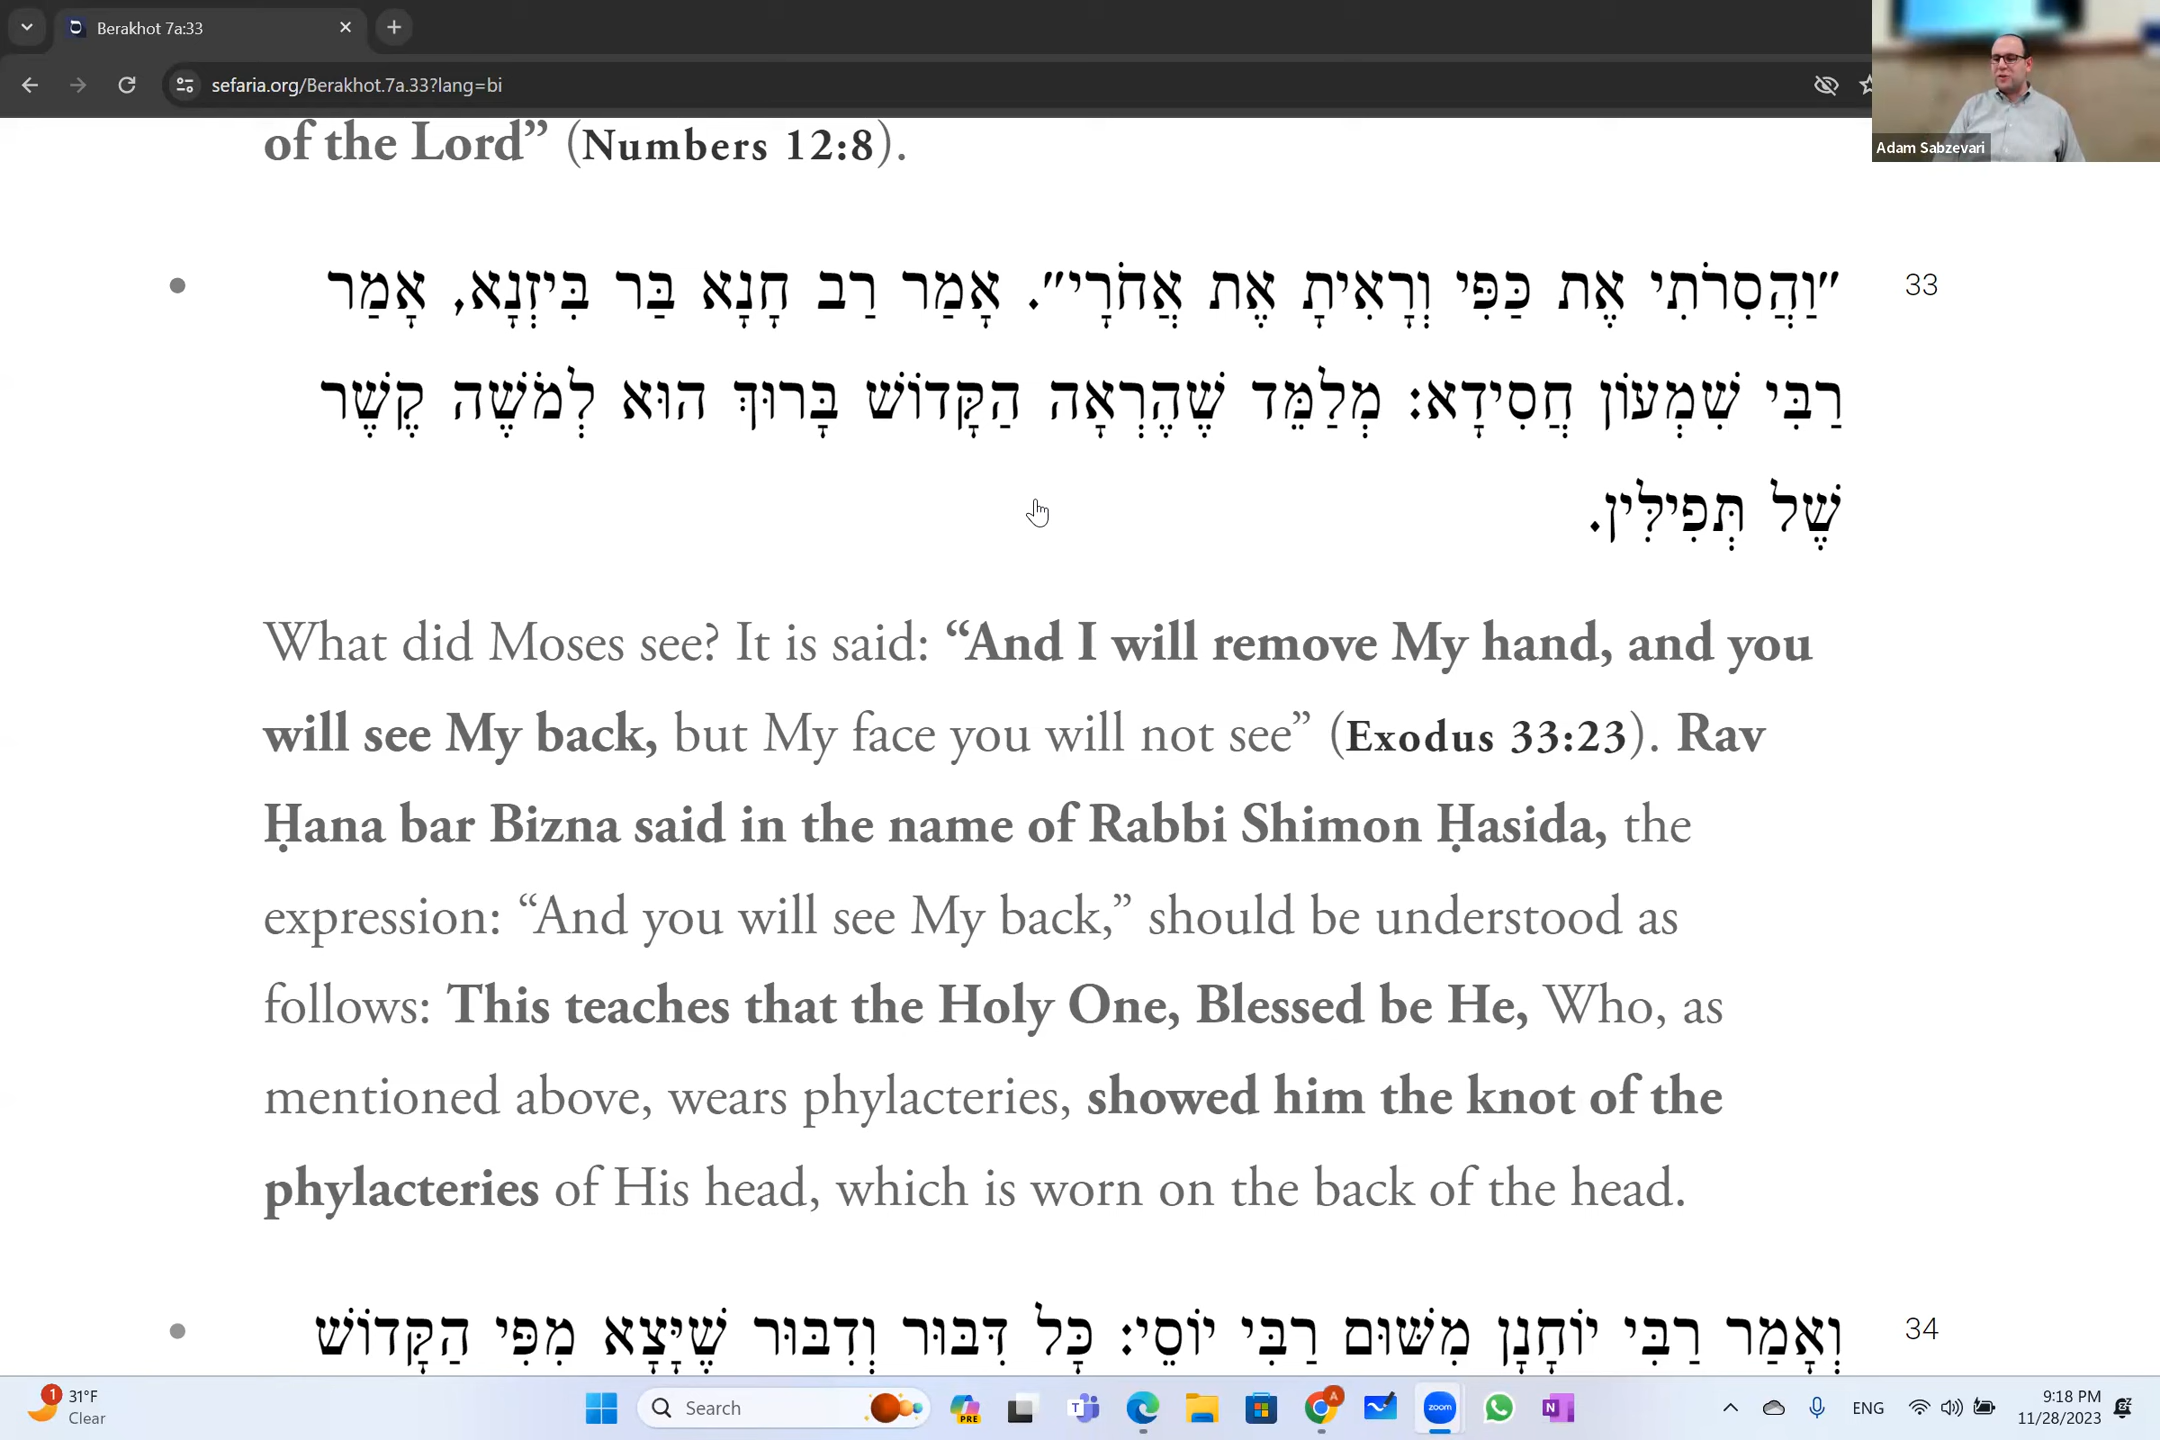 Berakhot 7a:33
sefaria.org/Berakhot.7a.33?lang=bi
Adam Sabzevari
of the Lord” (Numbers 12:8).
״וַהֲסִרֹתִי אֶת כַּפִּי וְרָאִיתָ אֶת אֲחֹרָי״. אָמַר רַב חָנָא בַּר בִּיזְנָא, אָמַר
33
רַבִּי שִׁמְעוֹן חֲסִידָא: מְלַמֵּד שֶׁהֶרְאָה הַקָּדוֹשׁ בָּרוּךְ הוּא לְמֹשֶׁה קֶשֶׁר
שֶׁל תְּפִילִּין.
What did Moses see? It is said: “And I will remove My hand, and you
will see My back, but My face you will not see” (Exodus 33:23). Rav
Ḥana bar Bizna said in the name of Rabbi Shimon Ḥasida, the
expression: “And you will see My back,” should be understood as
follows: This teaches that the Holy One, Blessed be He, Who, as
mentioned above, wears phylacteries, showed him the knot of the
phylacteries of His head, which is worn on the back of the head.
וְאָמַר רַבִּי יוֹחָנָן מִשּׁוּם רַבִּי יוֹסֵי: כָּל דִּבּוּר וְדִבּוּר שֶׁיָּצָא מִפִּי הַקָּדוֹשׁ
34
1
31°F
Clear
Search
PRE
A
zoom
ENG
9:18 PM
11/28/2023